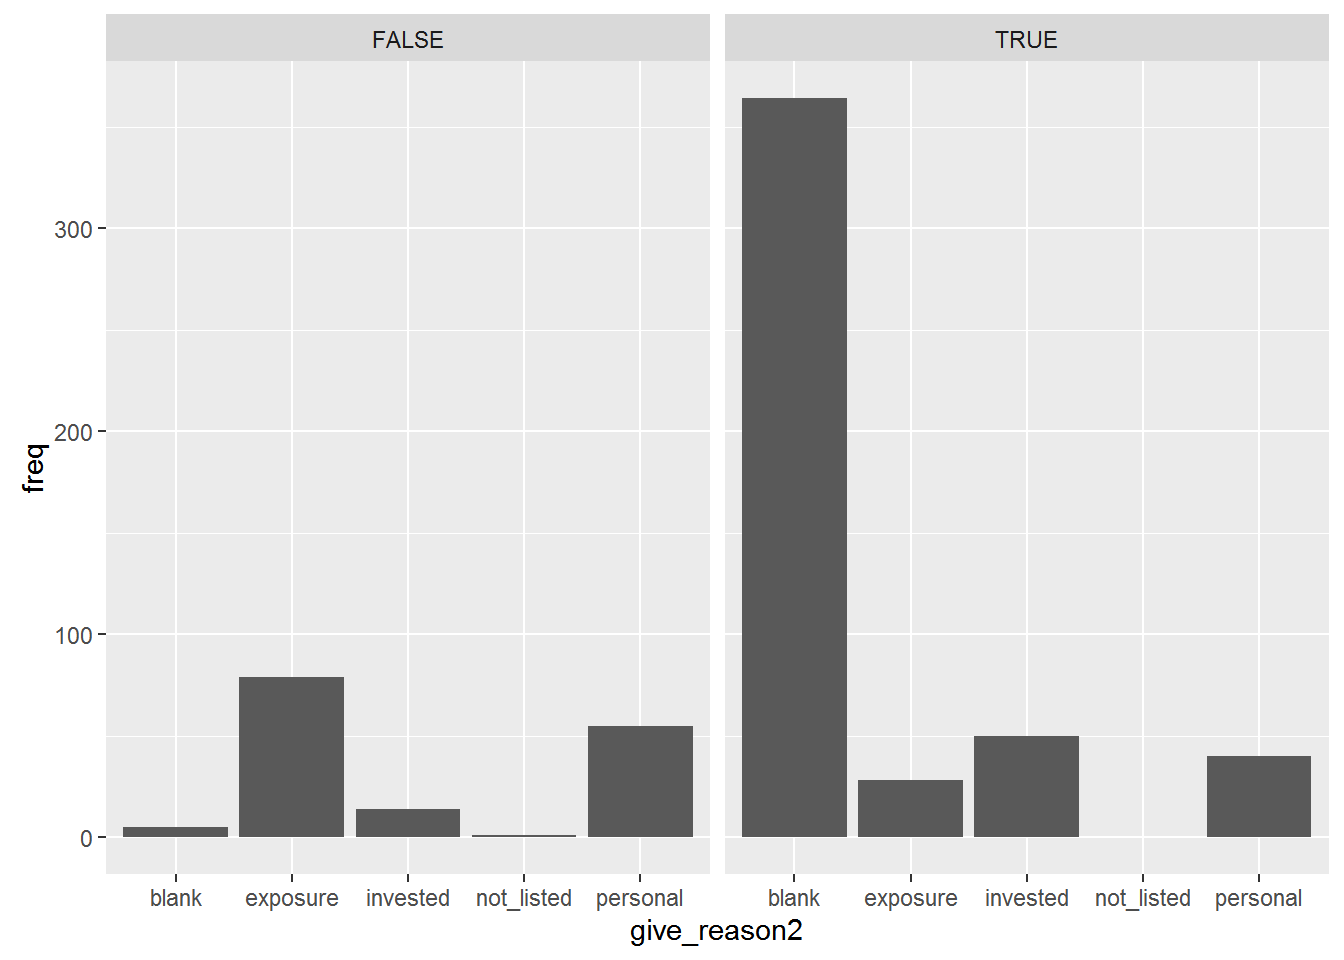 FALSE
TRUE
300
200
100
0
freq
blank exposure invested not_listed personal
blank exposure invested not_listed personal
give_reason2